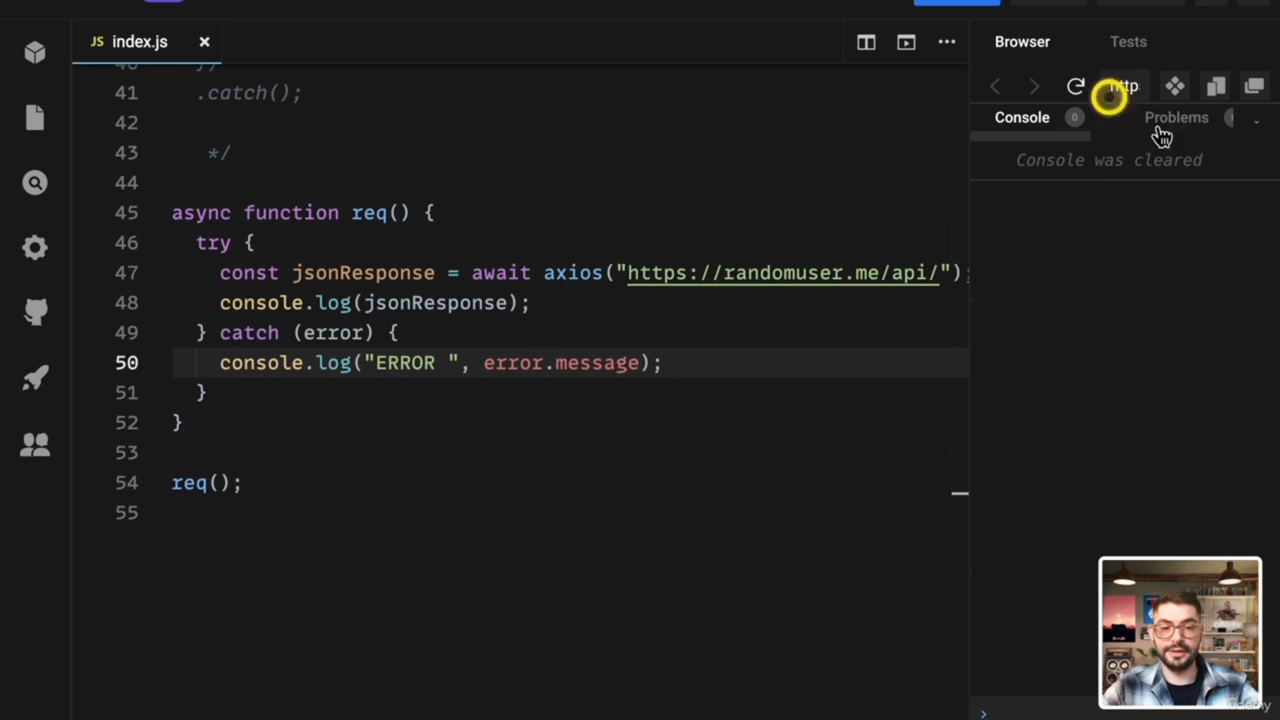 JS index.js
Browser Tests
http
Console 0 Problems
Console was cleared
40 })
41 .catch();
42
43 */
44
45 async function req() {
46 try {
47 const jsonResponse = await axios("https://randomuser.me/api/");
48 console.log(jsonResponse);
49 } catch (error) {
50 console.log("ERROR ", error.message);
51 }
52 }
53
54 req();
55